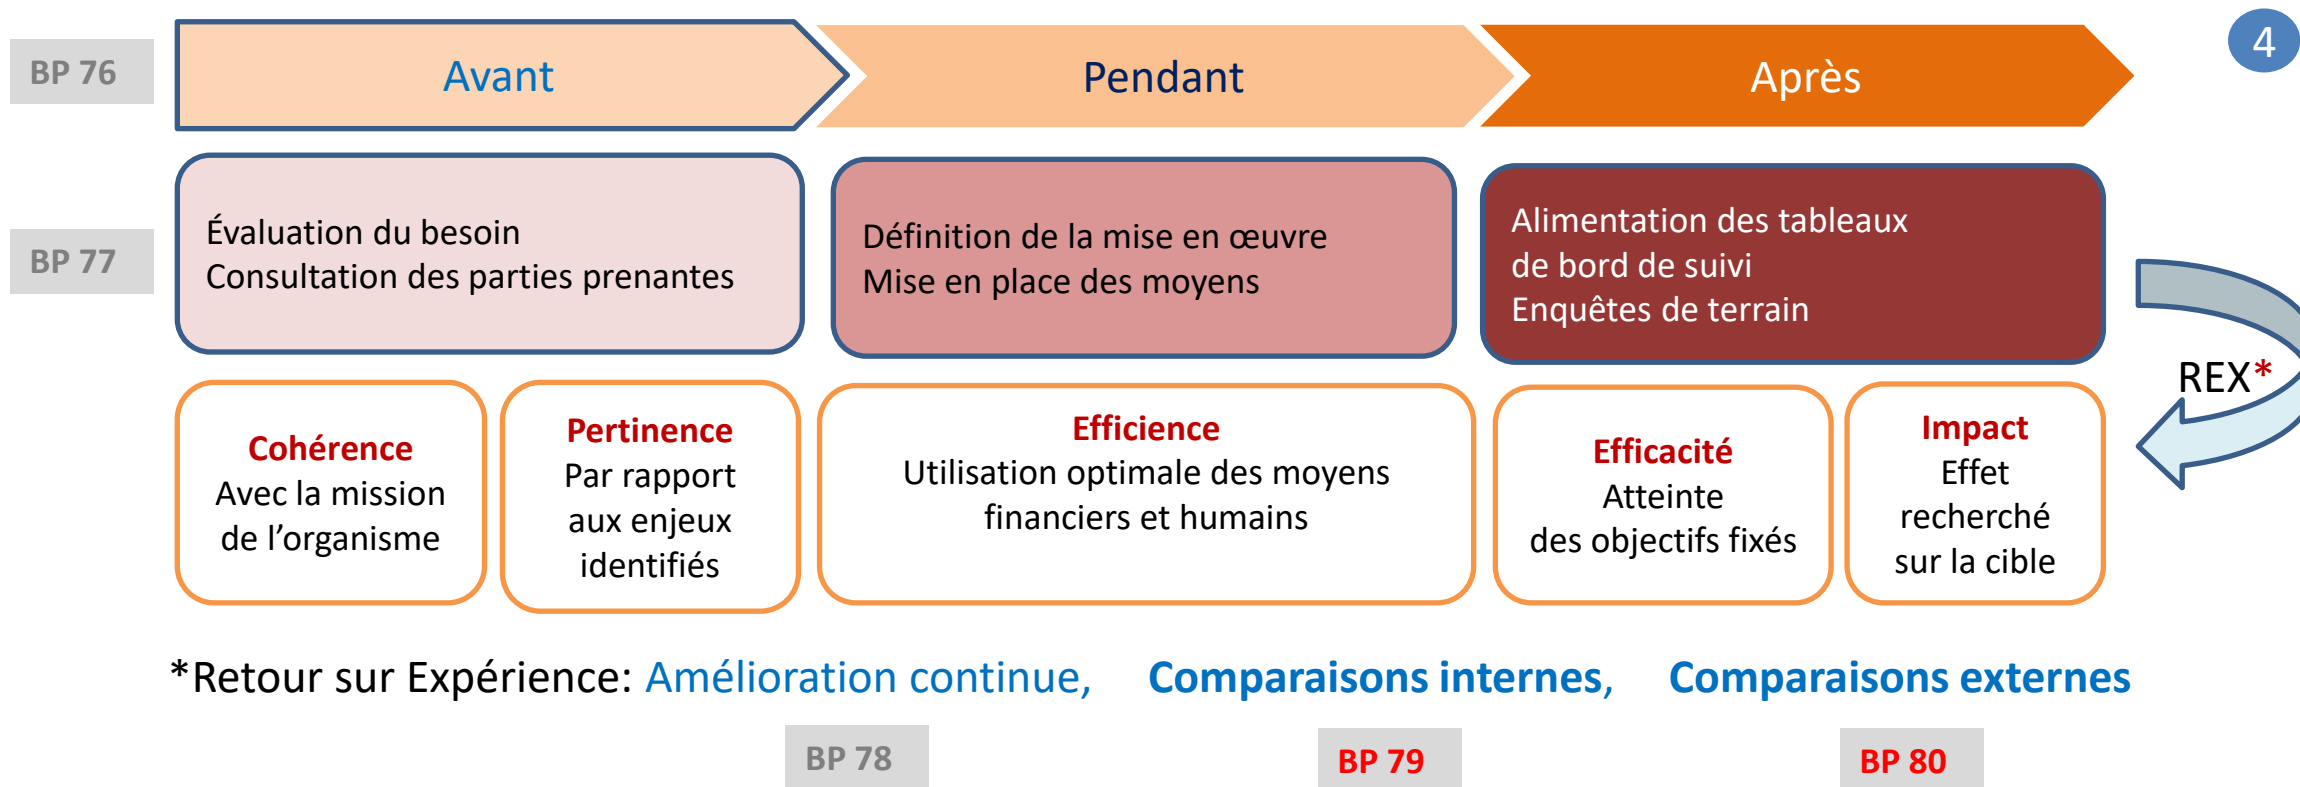 4
BP 76
Avant
Pendant
Après
BP 77
Évaluation du besoin
Consultation des parties prenantes
Définition de la mise en œuvre
Mise en place des moyens
Alimentation des tableaux
de bord de suivi
Enquêtes de terrain
REX*
Cohérence
Avec la mission
de l’organisme
Pertinence
Par rapport
aux enjeux
identifiés
Efficience
Utilisation optimale des moyens
financiers et humains
Efficacité
Atteinte
des objectifs fixés
Impact
Effet
recherché
sur la cible
*Retour sur Expérience: Amélioration continue, Comparaisons internes, Comparaisons externes
BP 78
BP 79
BP 80